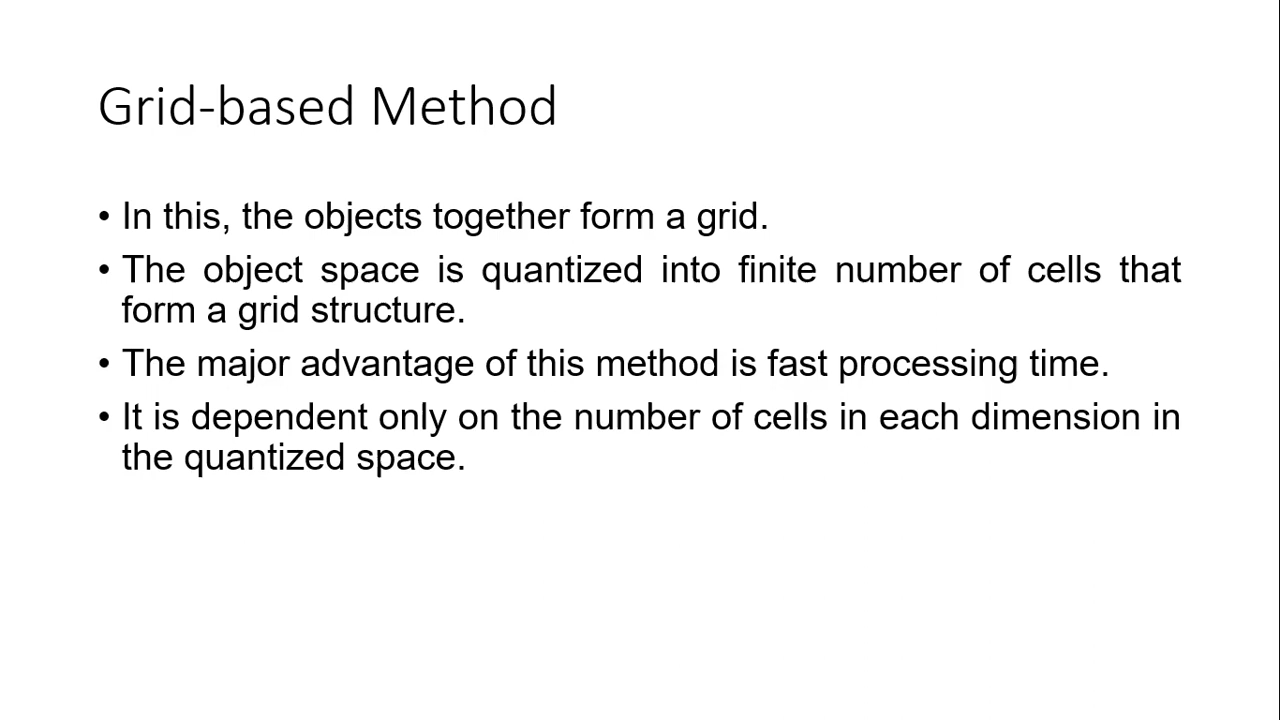 Grid-based Method
• In this, the objects together form a grid.
• The object space is quantized into finite number of cells that
form a grid structure.
• The major advantage of this method is fast processing time.
• It is dependent only on the number of cells in each dimension in
the quantized space.